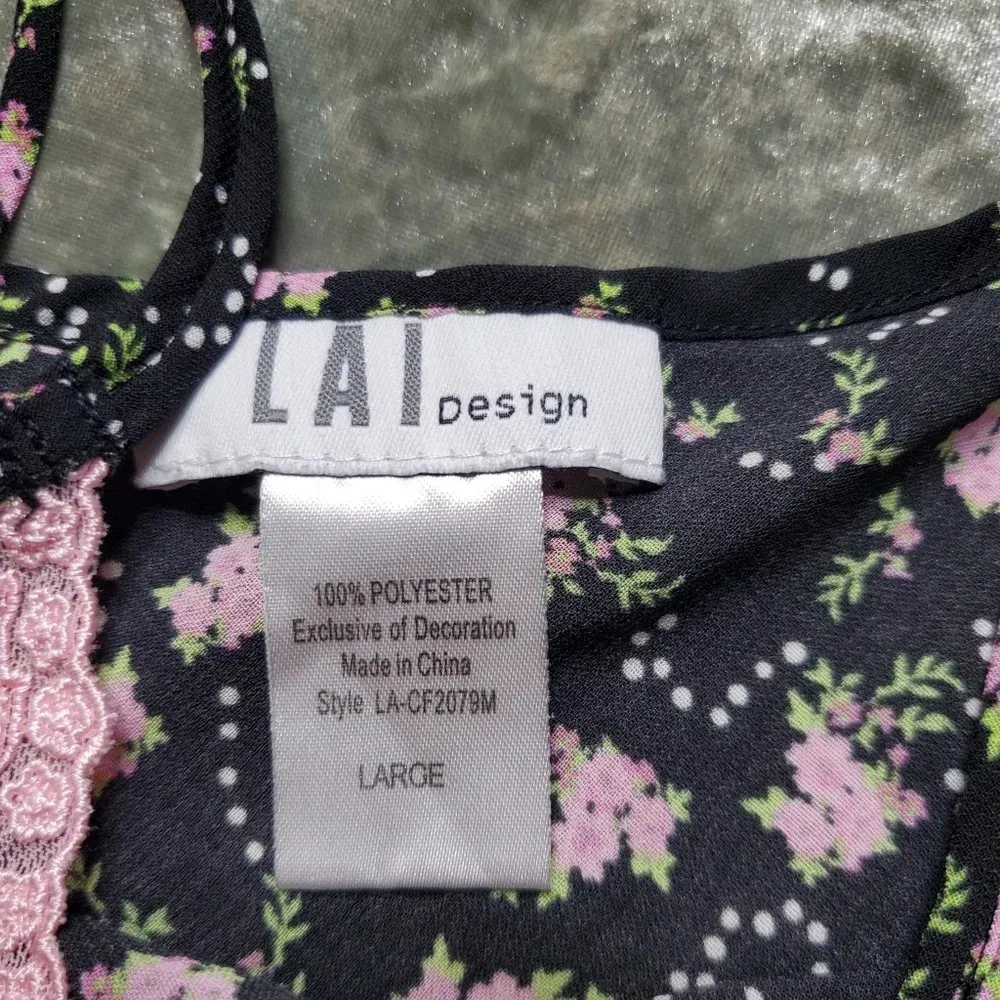 LAI Design
100% POLYESTER
Exclusive of Decoration
Made in China
Style LA-CF2079M
LARGE